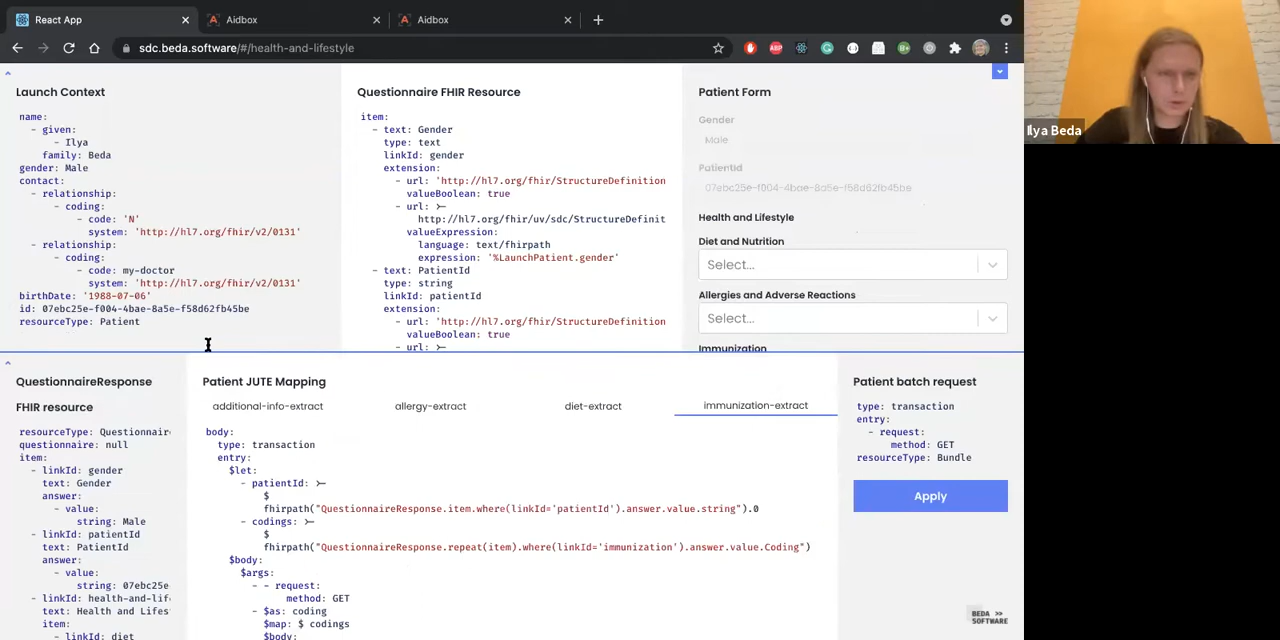 React App
Aidbox
Aidbox
sdc.beda.software/#/health-and-lifestyle
Launch Context
name:
- given:
- Ilya
family: Beda
gender: Male
contact:
- relationship:
- coding:
- code: 'N'
system: 'http://hl7.org/fhir/v2/0131'
- relationship:
- coding:
- code: my-doctor
system: 'http://hl7.org/fhir/v2/0131'
birthDate: '1988-07-06'
id: 07ebc25e-f004-4bae-8a5e-f58d62fb45be
resourceType: Patient
Questionnaire FHIR Resource
item:
- text: Gender
type: text
linkId: gender
extension:
- url: 'http://hl7.org/fhir/StructureDefinition
valueBoolean: true
- url: >-
http://hl7.org/fhir/uv/sdc/StructureDefinit
valueExpression:
language: text/fhirpath
expression: '%LaunchPatient.gender'
- text: PatientId
type: string
linkId: patientId
extension:
- url: 'http://hl7.org/fhir/StructureDefinition
valueBoolean: true
- url: >-
Patient Form
Gender
Male
PatientId
07ebc25e-f004-4bae-8a5e-f58d62fb45be
Health and Lifestyle
Diet and Nutrition
Select...
Allergies and Adverse Reactions
Select...
Immunization
Ilya Beda
QuestionnaireResponse
FHIR resource
resourceType: Questionnair
questionnaire: null
item:
- linkId: gender
text: Gender
answer:
- value:
string: Male
- linkId: patientId
text: PatientId
answer:
- value:
string: 07ebc25e-
- linkId: health-and-lif
text: Health and Lifes
item:
- linkId: diet
Patient JUTE Mapping
additional-info-extract
allergy-extract
diet-extract
immunization-extract
body:
type: transaction
entry:
$let:
- patientId: >-
$
fhirpath("QuestionnaireResponse.item.where(linkId='patientId').answer.value.string").0
- codings: >-
$
fhirpath("QuestionnaireResponse.repeat(item).where(linkId='immunization').answer.value.Coding")
$body:
$args:
- - request:
method: GET
- $as: coding
$map: $ codings
$body:
Patient batch request
type: transaction
entry:
- request:
method: GET
resourceType: Bundle
Apply
BEDA >>
SOFTWARE